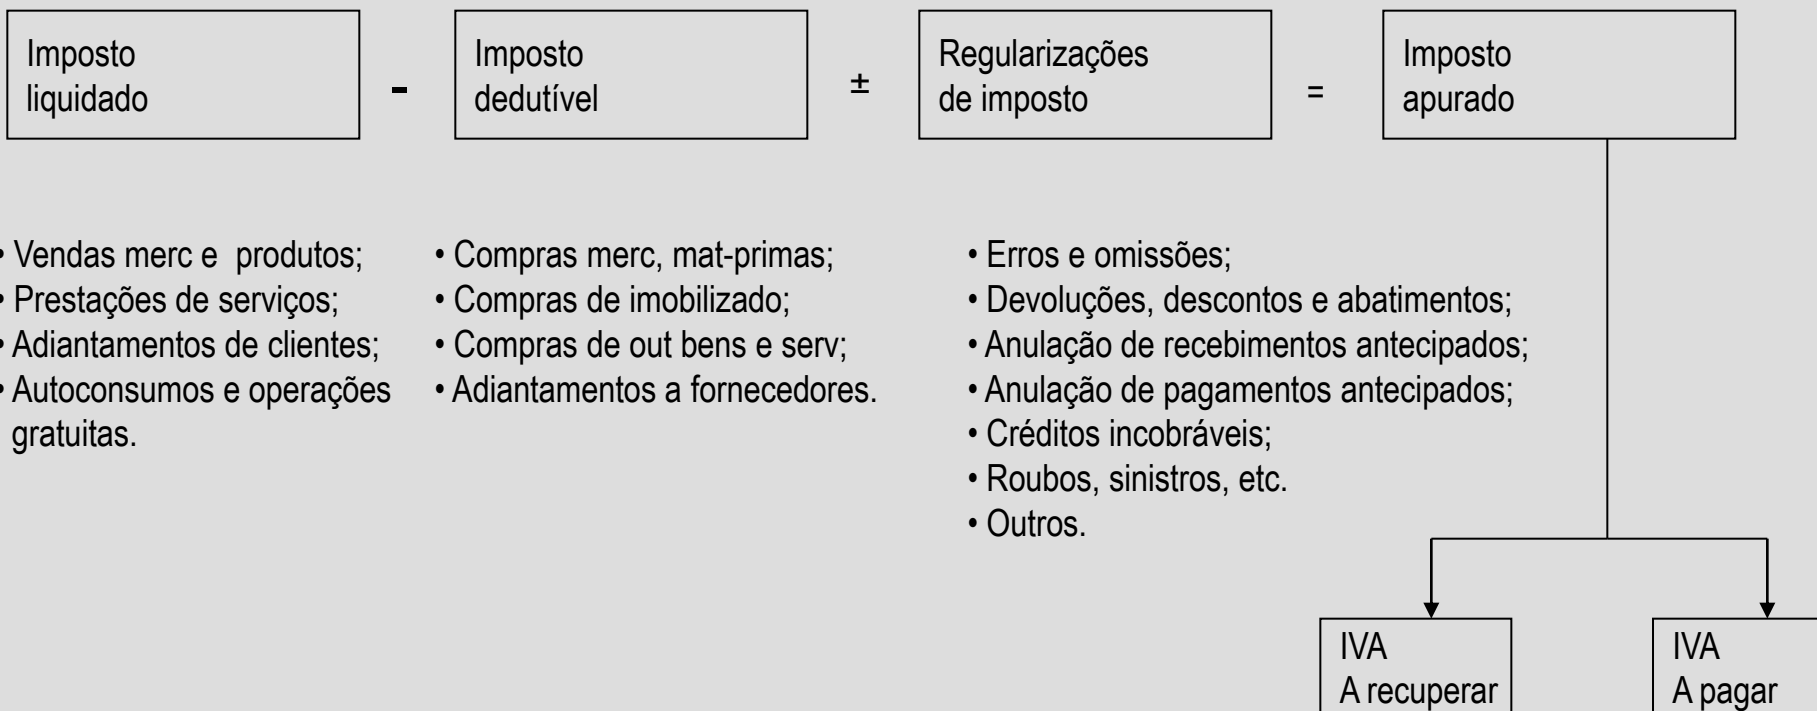 Imposto
liquidado
-
Imposto
dedutível
±
Regularizações
de imposto
=
Imposto
apurado
• Vendas merc e produtos;
• Prestações de serviços;
• Adiantamentos de clientes;
• Autoconsumos e operações
gratuitas.
• Compras merc, mat-primas;
• Compras de imobilizado;
• Compras de out bens e serv;
• Adiantamentos a fornecedores.
• Erros e omissões;
• Devoluções, descontos e abatimentos;
• Anulação de recebimentos antecipados;
• Anulação de pagamentos antecipados;
• Créditos incobráveis;
• Roubos, sinistros, etc.
• Outros.
IVA
A recuperar
IVA
A pagar